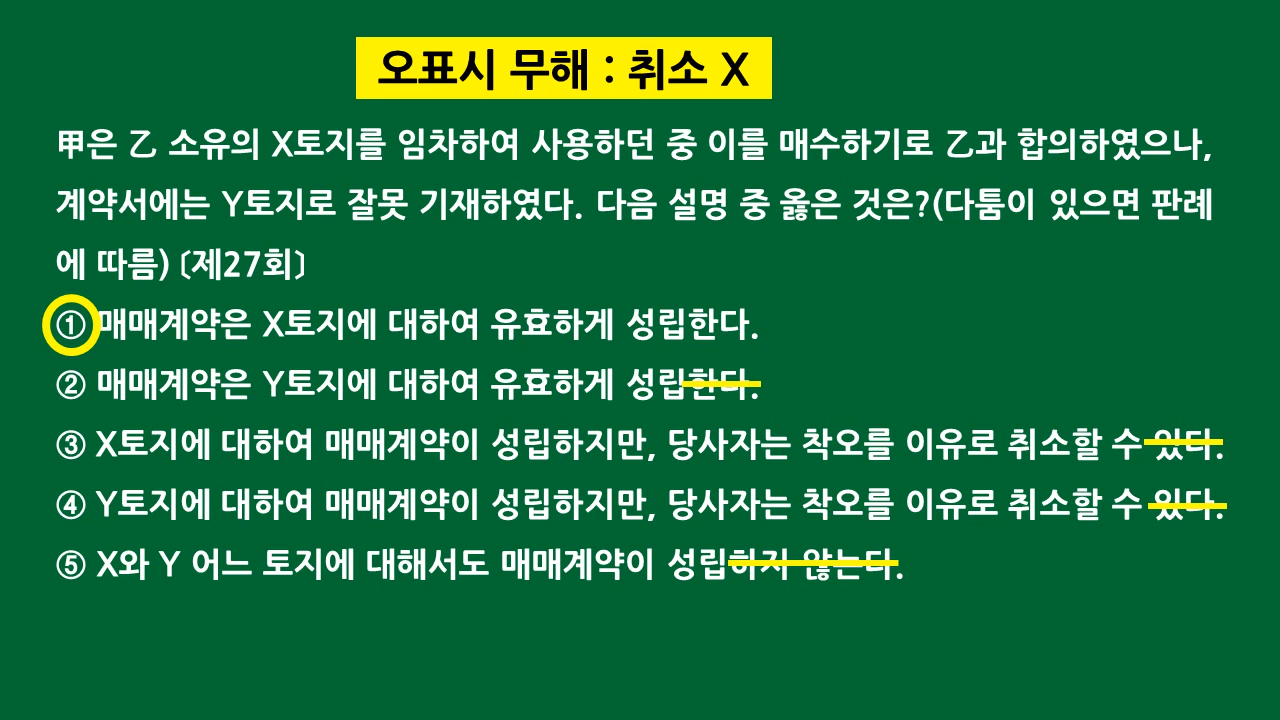 오표시 무해 : 취소 X
甲은 乙 소유의 X토지를 임차하여 사용하던 중 이를 매수하기로 乙과 합의하였으나,
계약서에는 Y토지로 잘못 기재하였다. 다음 설명 중 옳은 것은?(다툼이 있으면 판례
에 따름)〔제27회〕
① 매매계약은 X토지에 대하여 유효하게 성립한다.
② 매매계약은 Y토지에 대하여 유효하게 성립한다.
③ X토지에 대하여 매매계약이 성립하지만, 당사자는 착오를 이유로 취소할 수 있다.
④ Y토지에 대하여 매매계약이 성립하지만, 당사자는 착오를 이유로 취소할 수 있다.
⑤ X와 Y 어느 토지에 대해서도 매매계약이 성립하지 않는다.